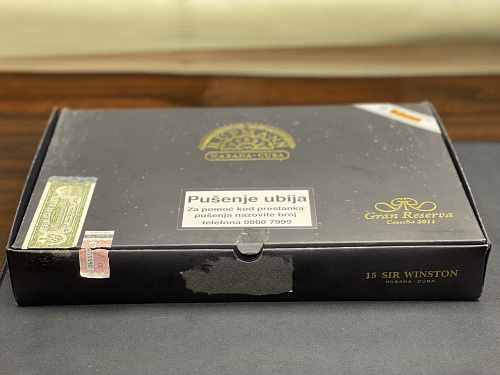 H. UPMANN
HABANA · CUBA
Pušenje ubija
Za pomoć kod prestanka
pušenja nazovite broj
telefona 0800 7999
Gran Reserva
Cosecha 2011
15 SIR WINSTON
HABANA · CUBA